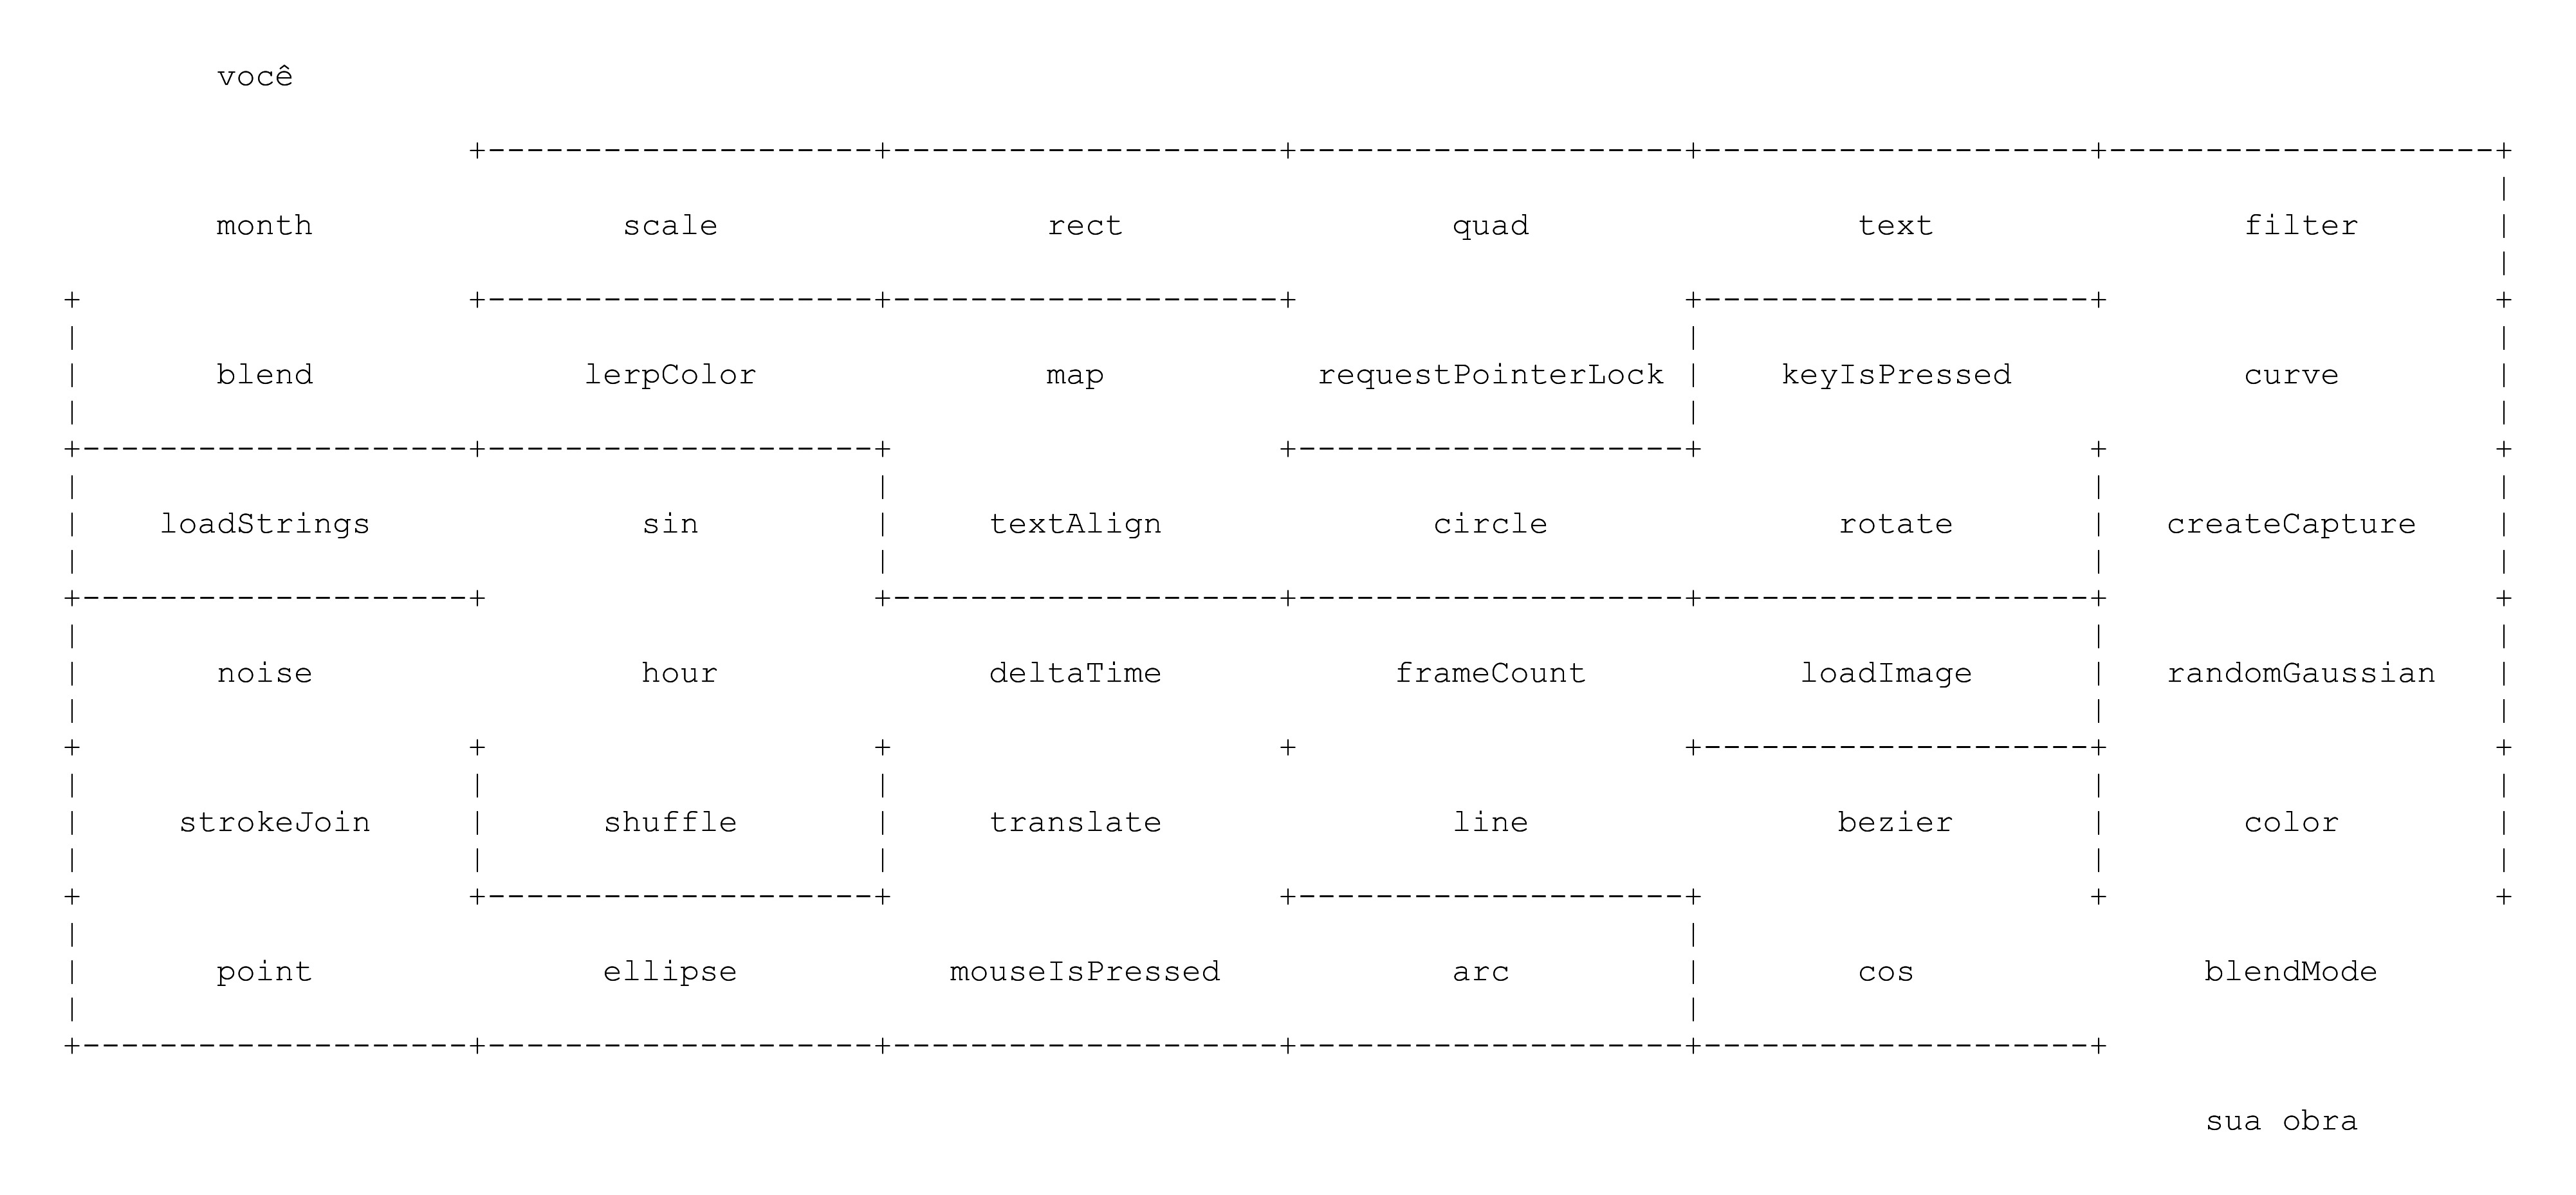 você
month scale rect quad text filter
blend lerpColor map requestPointerLock keyIsPressed curve
loadStrings sin textAlign circle rotate createCapture
noise hour deltaTime frameCount loadImage randomGaussian
strokeJoin shuffle translate line bezier color
point ellipse mouseIsPressed arc cos blendMode
sua obra